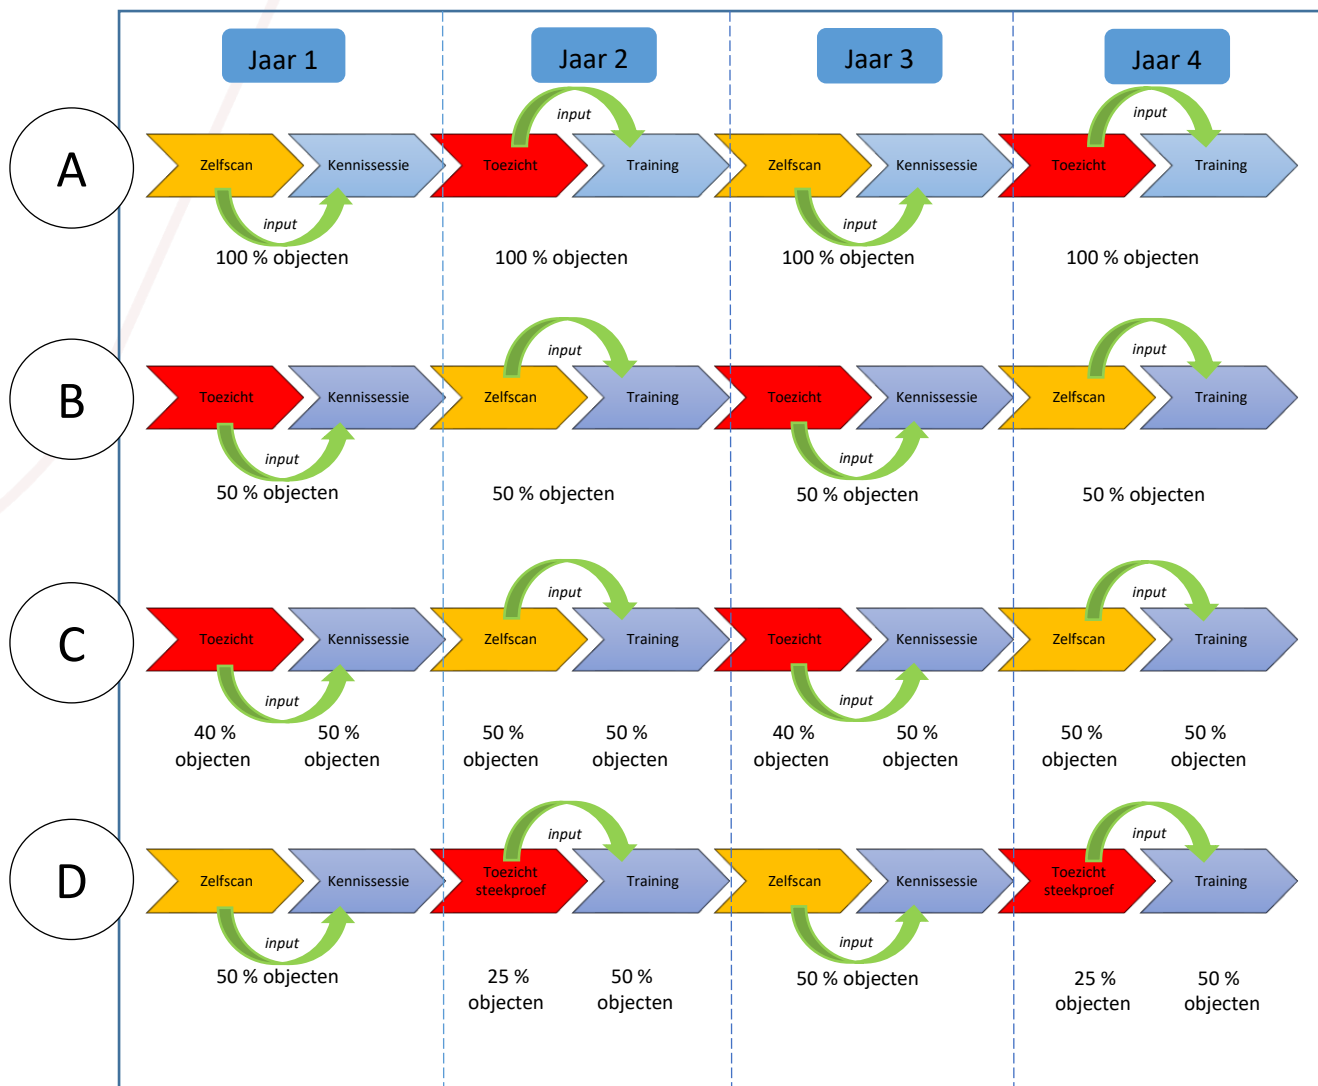 Jaar 1
Jaar 2
Jaar 3
Jaar 4
A
input
input
Zelfscan
Kennissessie
Toezicht
Training
Zelfscan
Kennissessie
Toezicht
Training
input
input
100 % objecten
100 % objecten
100 % objecten
100 % objecten
B
input
input
Toezicht
Kennissessie
Zelfscan
Training
Toezicht
Kennissessie
Zelfscan
Training
input
input
50 % objecten
50 % objecten
50 % objecten
50 % objecten
C
input
input
Toezicht
Kennissessie
Zelfscan
Training
Toezicht
Kennissessie
Zelfscan
Training
input
input
40 %
objecten
50 %
objecten
50 %
objecten
50 %
objecten
40 %
objecten
50 %
objecten
50 %
objecten
50 %
objecten
D
input
input
Zelfscan
Kennissessie
Toezicht
steekproef
Training
Zelfscan
Kennissessie
Toezicht
steekproef
Training
input
input
50 % objecten
25 %
objecten
50 %
objecten
50 % objecten
25 %
objecten
50 %
objecten